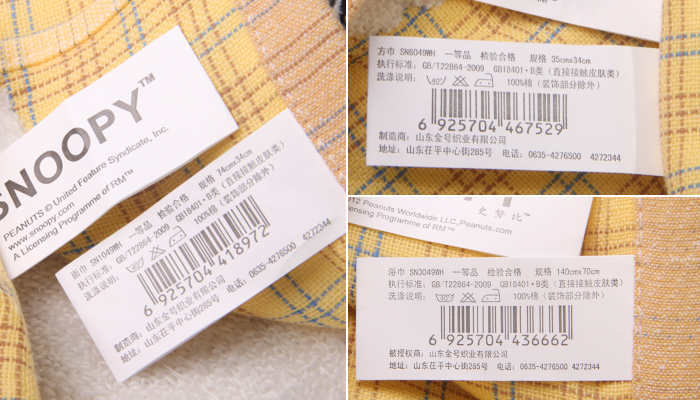 SNOOPY™
PEANUTS © United Feature Syndicate, Inc.
www.snoopy.com
A Licensing Programme of RM™
面巾 SN1049WH 一等品 检验合格 规格 74cmx34cm
执行标准: GB/T22864-2009 GB18401·B类(直接接触皮肤类)
洗涤说明: 100%棉 (装饰部分除外)
6 925704 418972
制造商: 山东金号织业有限公司
地址: 山东茌平中心街285号 电话: 0635-4276500 4272344
方巾 SN6049WH 一等品 检验合格 规格 35cmx34cm
执行标准: GB/T22864-2009 GB18401·B类(直接接触皮肤类)
洗涤说明: 100%棉 (装饰部分除外)
6 925704 467529
制造商: 山东金号织业有限公司
地址: 山东茌平中心街285号 电话: 0635-4276500 4272344
史努比™
12 Peanuts Worldwide LLC, Peanuts.com
censing Programme of RM™
浴巾 SN3049WH 一等品 检验合格 规格 140cmx70cm
执行标准: GB/T22864-2009 GB18401·B类(直接接触皮肤类)
洗涤说明: 100%棉 (装饰部分除外)
6 925704 436662
被授权商: 山东金号织业有限公司
地址: 山东茌平中心街285号 电话: 0635-4276500 4272344